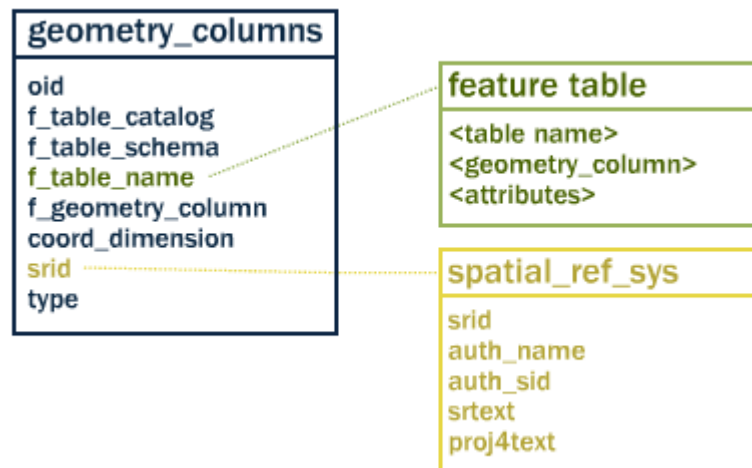 geometry_columns
oid
f_table_catalog
f_table_schema
f_table_name
f_geometry_column
coord_dimension
srid
type
feature table
<table name>
<geometry_column>
<attributes>
spatial_ref_sys
srid
auth_name
auth_sid
srtext
proj4text